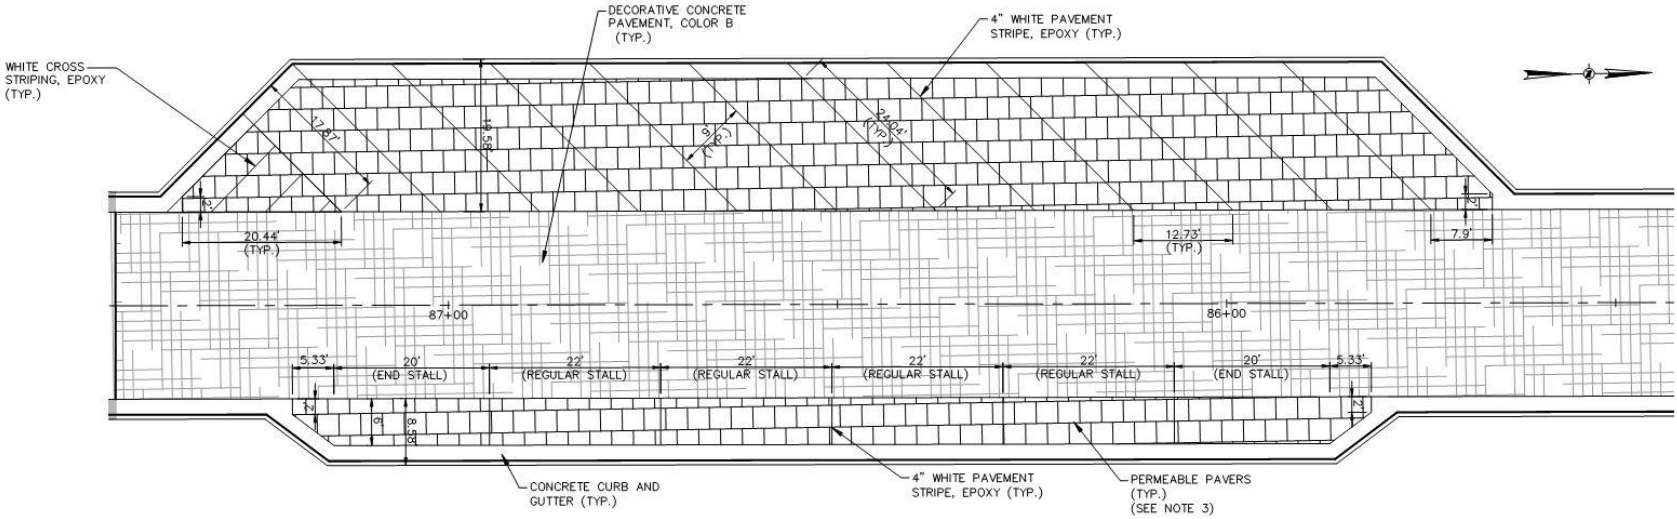 DECORATIVE CONCRETE
PAVEMENT, COLOR B
(TYP.)
4" WHITE PAVEMENT
STRIPE, EPOXY (TYP.)
WHITE CROSS
STRIPING, EPOXY
(TYP.)
17.87'
19.58'
9'
(TYP.)
24.04'
(TYP.)
2'
2'
20.44'
(TYP.)
12.73'
(TYP.)
7.9'
87+00
86+00
5.33'
20'
(END STALL)
22'
(REGULAR STALL)
22'
(REGULAR STALL)
22'
(REGULAR STALL)
22'
(REGULAR STALL)
20'
(END STALL)
5.33'
2'
6'
8.58'
2'
CONCRETE CURB AND
GUTTER (TYP.)
4" WHITE PAVEMENT
STRIPE, EPOXY (TYP.)
PERMEABLE PAVERS
(TYP.)
(SEE NOTE 3)